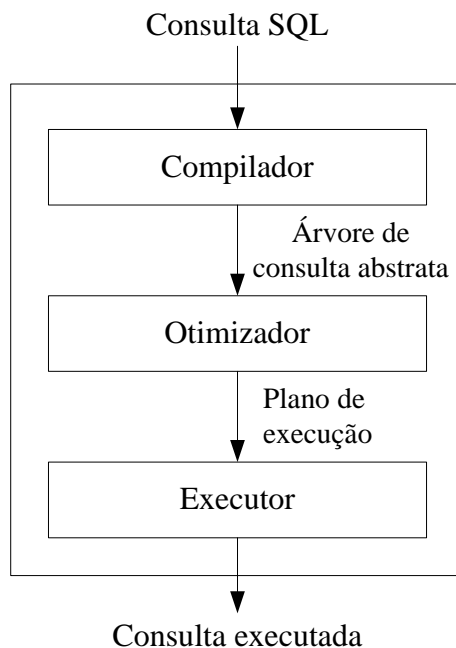 Consulta SQL
Compilador
Árvore de
consulta abstrata
Otimizador
Plano de
execução
Executor
Consulta executada